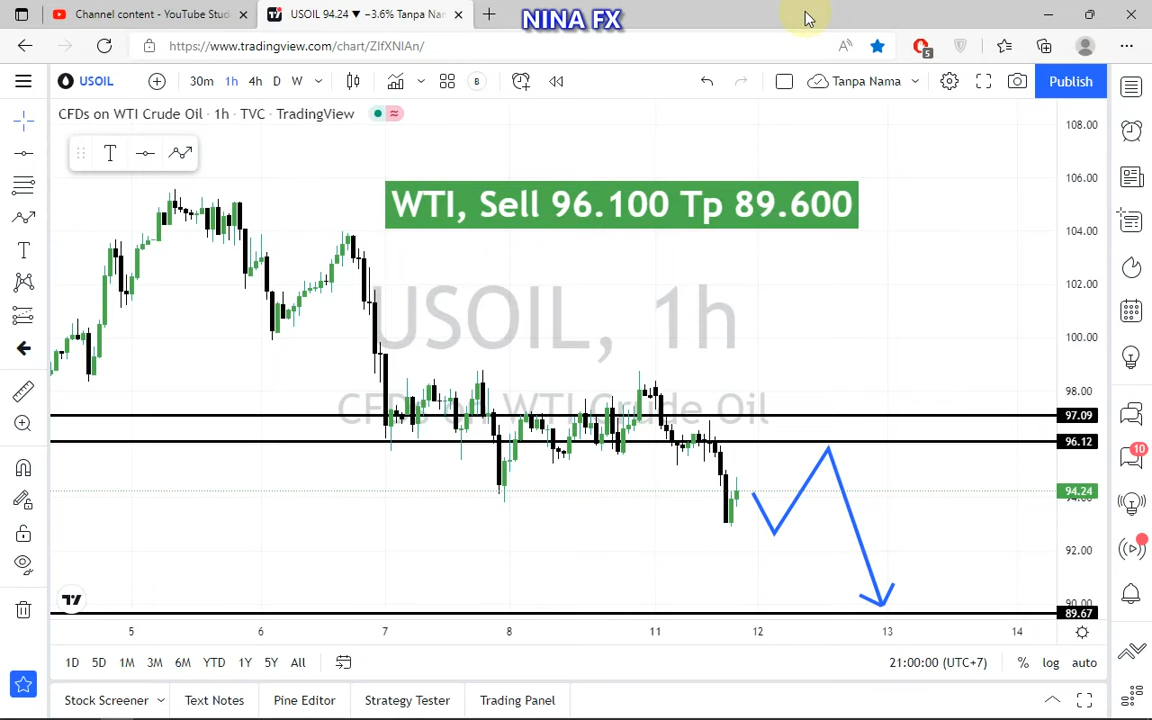 Channel content - YouTube Stud
USOIL 94.24 ▼ −3.6% Tanpa Nam
NINA FX
https://www.tradingview.com/chart/ZIfXNIAn/
5
USOIL
30m 1h 4h D W
B
Tanpa Nama
Publish
CFDs on WTI Crude Oil · 1h · TVC · TradingView
WTI, Sell 96.100 Tp 89.600
USOIL, 1h
CFDs on WTI Crude Oil
108.00
106.00
104.00
102.00
100.00
98.00
97.09
96.12
94.24
94.00
92.00
90.00
89.67
10
5 6 7 8 11 12 13 14
1D 5D 1M 3M 6M YTD 1Y 5Y All
21:00:00 (UTC+7) % log auto
Stock Screener Text Notes Pine Editor Strategy Tester Trading Panel